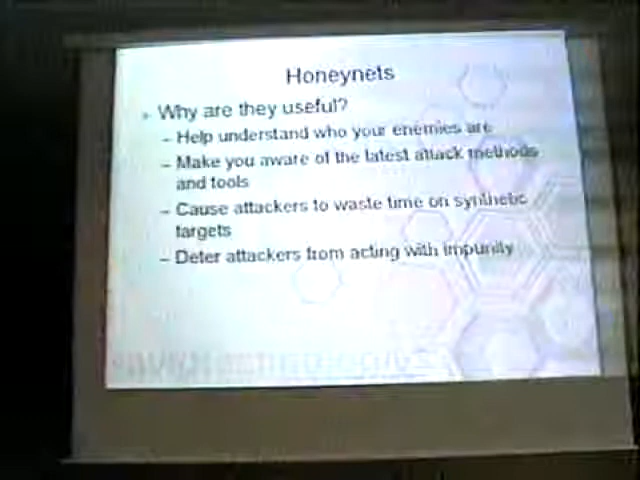 Honeynets
Why are they useful?
– Help understand who your enemies are
– Make you aware of the latest attack methods
and tools
– Cause attackers to waste time on synthetic
targets
– Deter attackers from acting with impunity